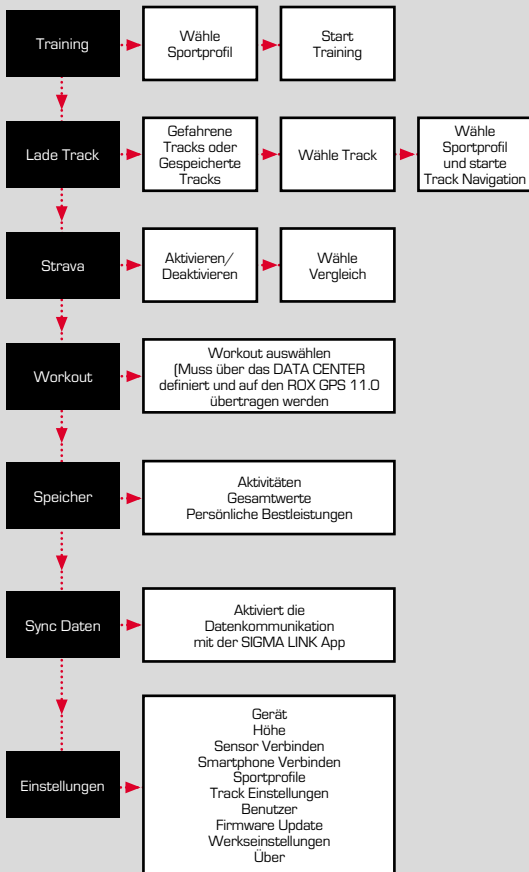 Training
Wähle
Sportprofil
Start
Training
Lade Track
Gefahrene
Tracks oder
Gespeicherte
Tracks
Wähle Track
Wähle
Sportprofil
und starte
Track Navigation
Strava
Aktivieren/
Deaktivieren
Wähle
Vergleich
Workout
Workout auswählen
(Muss über das DATA CENTER
definiert und auf den ROX GPS 11.0
übertragen werden
Speicher
Aktivitäten
Gesamtwerte
Persönliche Bestleistungen
Sync Daten
Aktiviert die
Datenkommunikation
mit der SIGMA LINK App
Einstellungen
Gerät
Höhe
Sensor Verbinden
Smartphone Verbinden
Sportprofile
Track Einstellungen
Benutzer
Firmware Update
Werkseinstellungen
Über